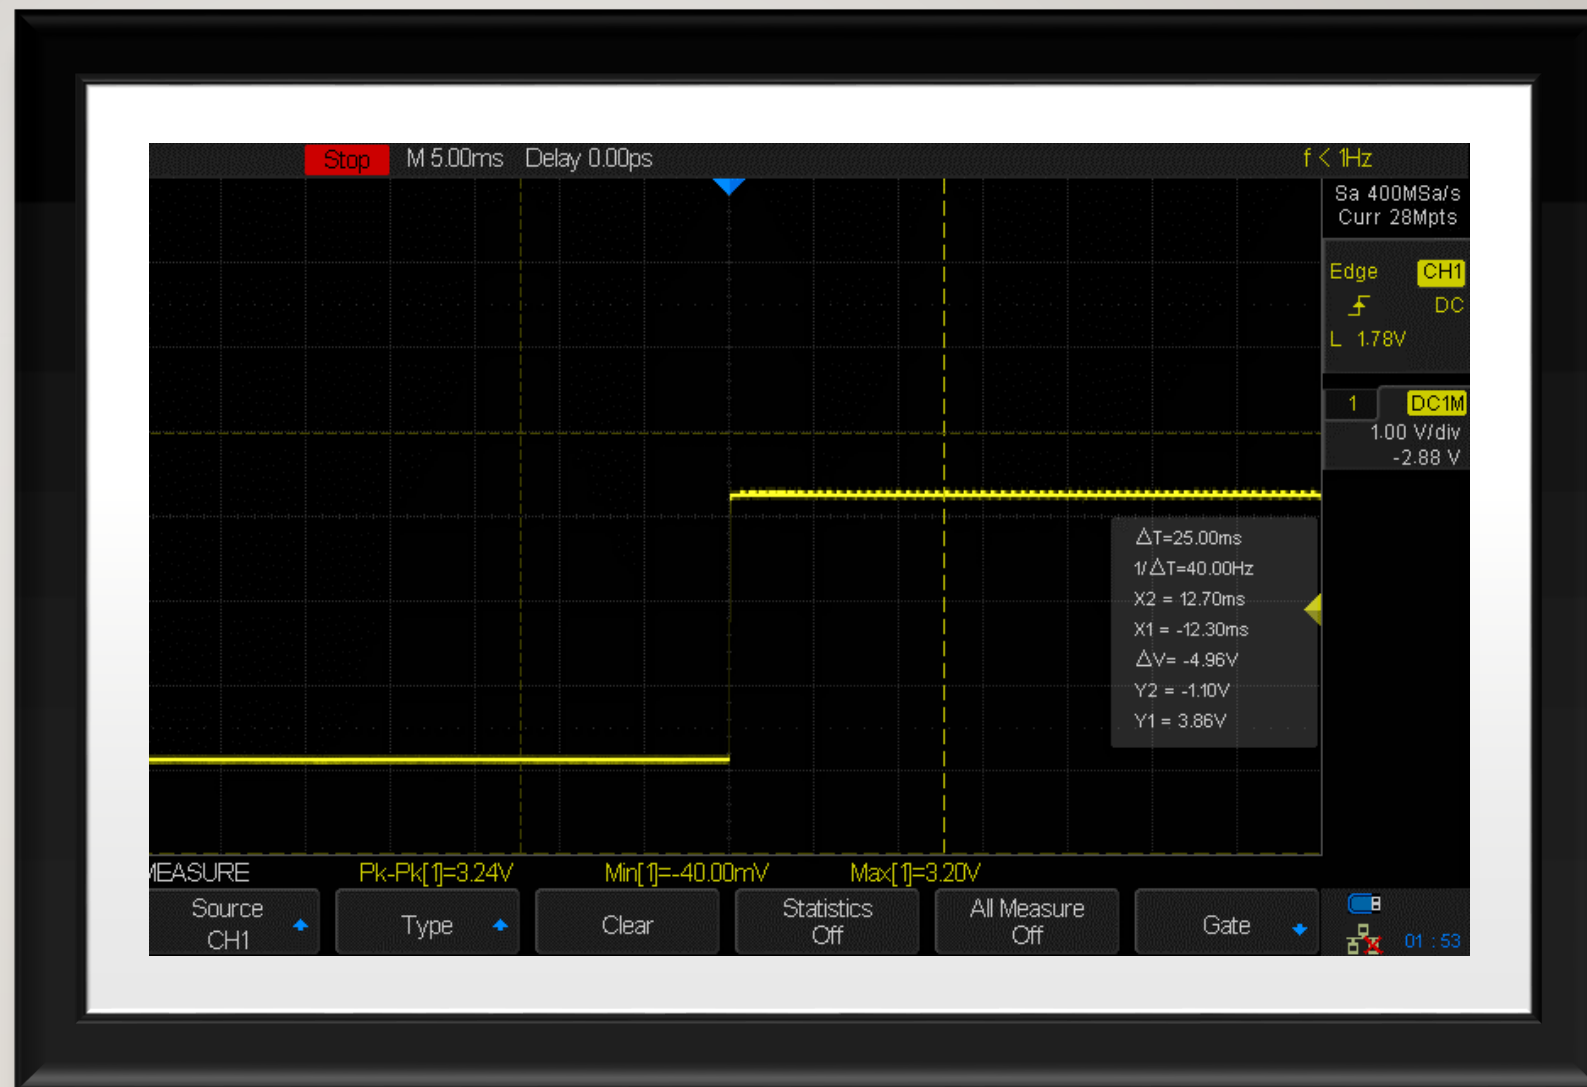 Stop M 5.00ms Delay 0.00ps f < 1Hz
Sa 400MSa/s
Curr 28Mpts
Edge CH1
DC
L 1.78V
1 DC1M
1.00 V/div
-2.88 V
ΔT=25.00ms
1/ΔT=40.00Hz
X2 = 12.70ms
X1 = -12.30ms
ΔV= -4.96V
Y2 = -1.10V
Y1 = 3.86V
MEASURE Pk-Pk[1]=3.24V Min[1]=-40.00mV Max[1]=3.20V
Source
CH1
Type
Clear
Statistics
Off
All Measure
Off
Gate
01 : 53